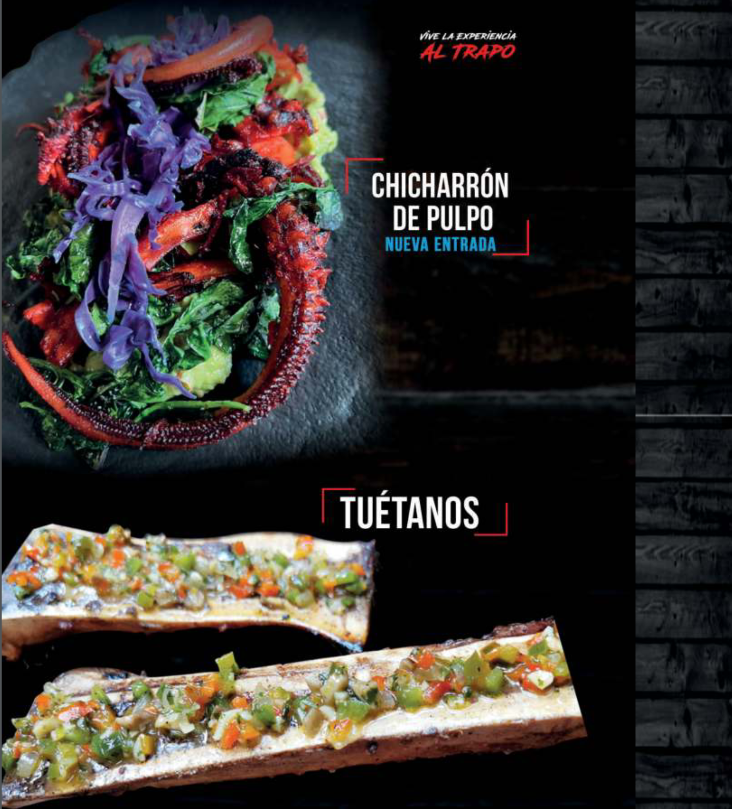 VIVE LA EXPERIENCIA
AL TRAPO
CHICHARRÓN
DE PULPO
NUEVA ENTRADA
TUÉTANOS